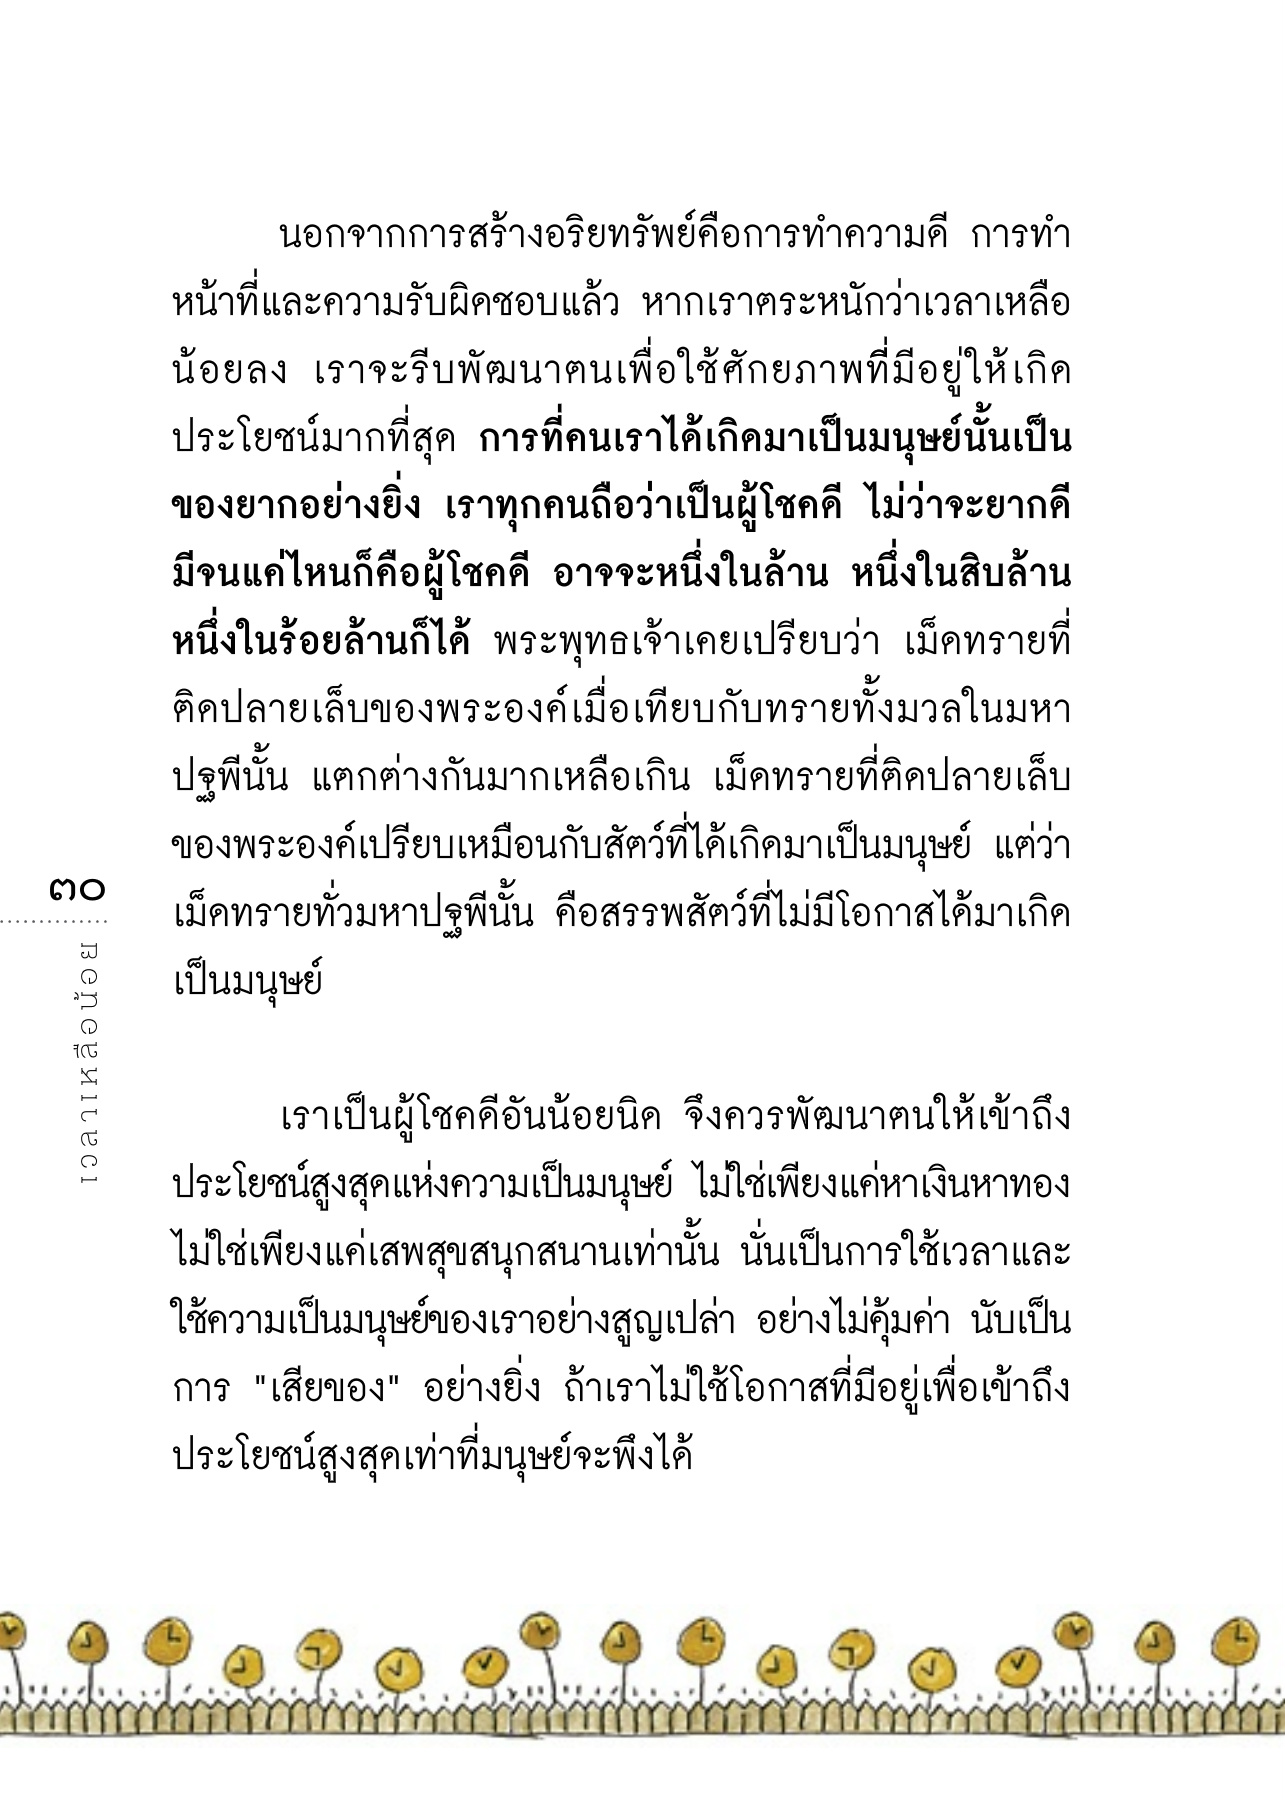 นอกจากการสร้างอริยทรัพย์คือการทำความดี การทำ
หน้าที่และความรับผิดชอบแล้ว หากเราตระหนักว่าเวลาเหลือ
น้อยลง เราจะรีบพัฒนาตนเพื่อใช้ศักยภาพที่มีอยู่ให้เกิด
ประโยชน์มากที่สุด การที่คนเราได้เกิดมาเป็นมนุษย์นั้นเป็น
ของยากอย่างยิ่ง เราทุกคนถือว่าเป็นผู้โชคดี ไม่ว่าจะยากดี
มีจนแค่ไหนก็คือผู้โชคดี อาจจะหนึ่งในล้าน หนึ่งในสิบล้าน
หนึ่งในร้อยล้านก็ได้ พระพุทธเจ้าเคยเปรียบว่า เม็ดทรายที่
ติดปลายเล็บของพระองค์เมื่อเทียบกับทรายทั้งมวลในมหา
ปฐพีนั้น แตกต่างกันมากเหลือเกิน เม็ดทรายที่ติดปลายเล็บ
ของพระองค์เปรียบเหมือนกับสัตว์ที่ได้เกิดมาเป็นมนุษย์ แต่ว่า
เม็ดทรายทั่วมหาปฐพีนั้น คือสรรพสัตว์ที่ไม่มีโอกาสได้มาเกิด
เป็นมนุษย์
เราเป็นผู้โชคดีอันน้อยนิด จึงควรพัฒนาตนให้เข้าถึง
ประโยชน์สูงสุดแห่งความเป็นมนุษย์ ไม่ใช่เพียงแค่หาเงินหาทอง
ไม่ใช่เพียงแค่เสพสุขสนุกสนานเท่านั้น นั่นเป็นการใช้เวลาและ
ใช้ความเป็นมนุษย์ของเราอย่างสูญเปล่า อย่างไม่คุ้มค่า นับเป็น
การ "เสียของ" อย่างยิ่ง ถ้าเราไม่ใช้โอกาสที่มีอยู่เพื่อเข้าถึง
ประโยชน์สูงสุดเท่าที่มนุษย์จะพึงได้
๓๐
เวลาเหลือน้อย